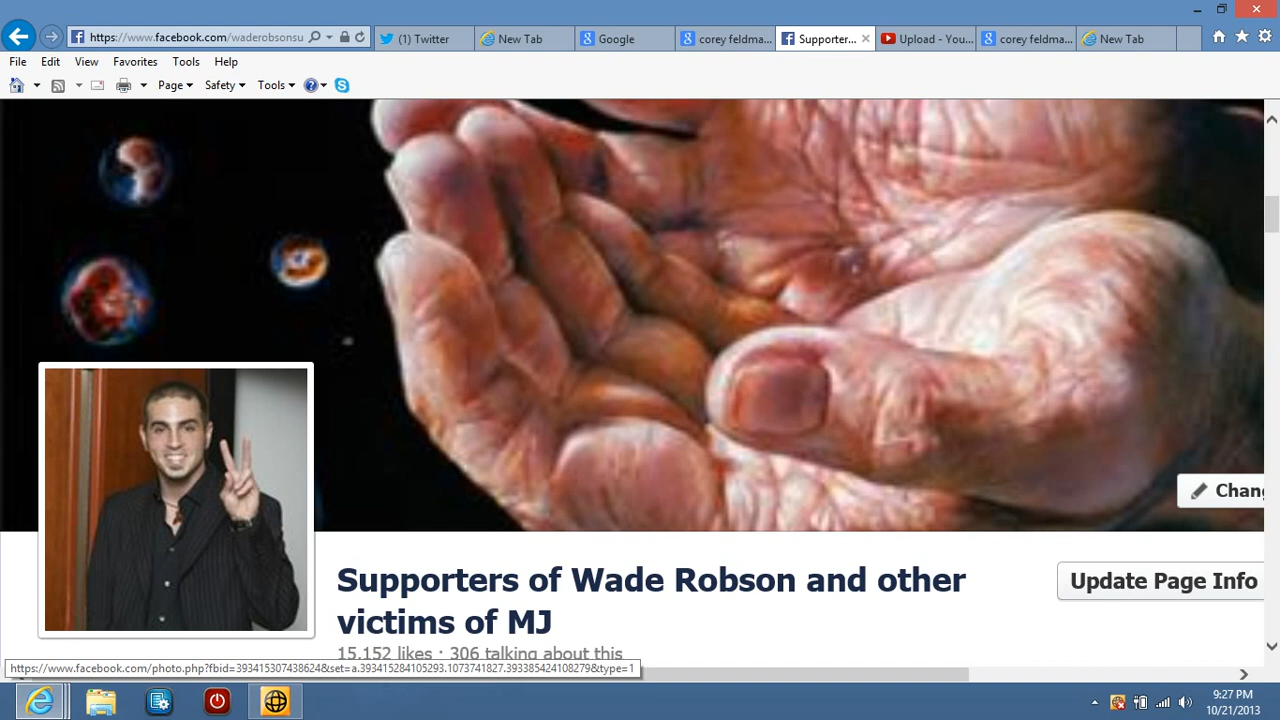 https://www.facebook.com/waderobsonsu
(1) Twitter
New Tab
Google
corey feldma...
Supporter...
Upload - You...
corey feldma...
New Tab
File Edit View Favorites Tools Help
Page Safety Tools
Chang
Supporters of Wade Robson and other
victims of MJ
Update Page Info
15,152 likes · 306 talking about this
https://www.facebook.com/photo.php?fbid=393415307438624&set=a.393415284105293.1073741827.393385424108279&type=1
9:27 PM
10/21/2013